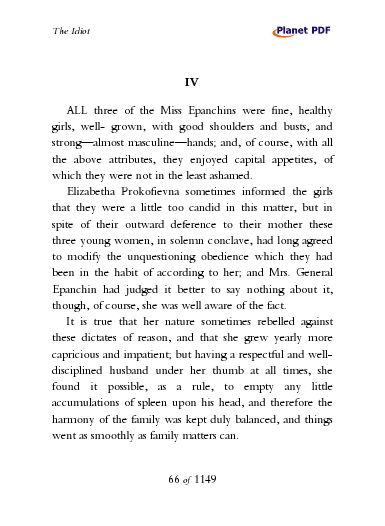 The Idiot
Planet PDF
IV
ALL three of the Miss Epanchins were fine, healthy
girls, well- grown, with good shoulders and busts, and
strong—almost masculine—hands; and, of course, with all
the above attributes, they enjoyed capital appetites, of
which they were not in the least ashamed.
Elizabetha Prokofievna sometimes informed the girls
that they were a little too candid in this matter, but in
spite of their outward deference to their mother these
three young women, in solemn conclave, had long agreed
to modify the unquestioning obedience which they had
been in the habit of according to her; and Mrs. General
Epanchin had judged it better to say nothing about it,
though, of course, she was well aware of the fact.
It is true that her nature sometimes rebelled against
these dictates of reason, and that she grew yearly more
capricious and impatient; but having a respectful and well-
disciplined husband under her thumb at all times, she
found it possible, as a rule, to empty any little
accumulations of spleen upon his head, and therefore the
harmony of the family was kept duly balanced, and things
went as smoothly as family matters can.
66 of 1149